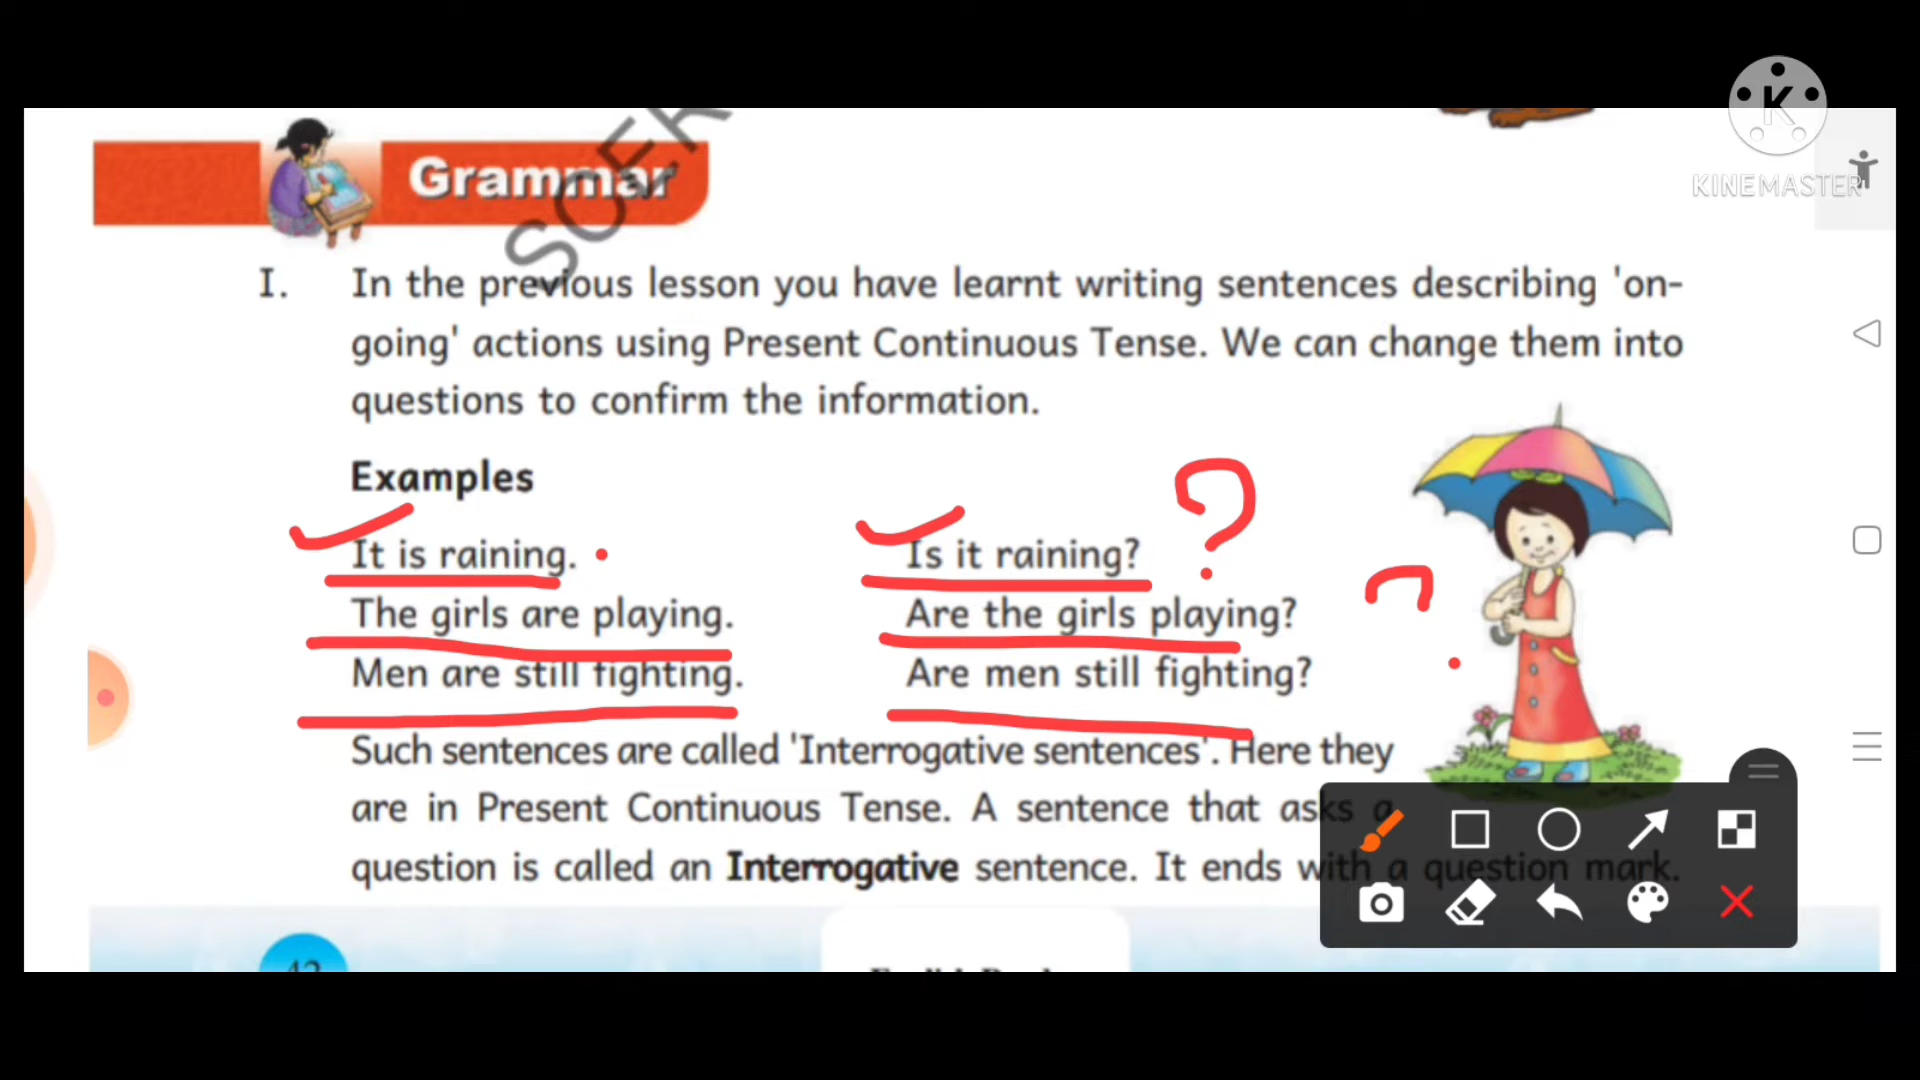 KINEMASTER
Grammar
I. In the previous lesson you have learnt writing sentences describing 'on-
going' actions using Present Continuous Tense. We can change them into
questions to confirm the information.
Examples
It is raining. Is it raining? ?
The girls are playing. Are the girls playing?
Men are still fighting. Are men still fighting?
Such sentences are called 'Interrogative sentences'. Here they
are in Present Continuous Tense. A sentence that asks a
question is called an Interrogative sentence. It ends with a question mark.